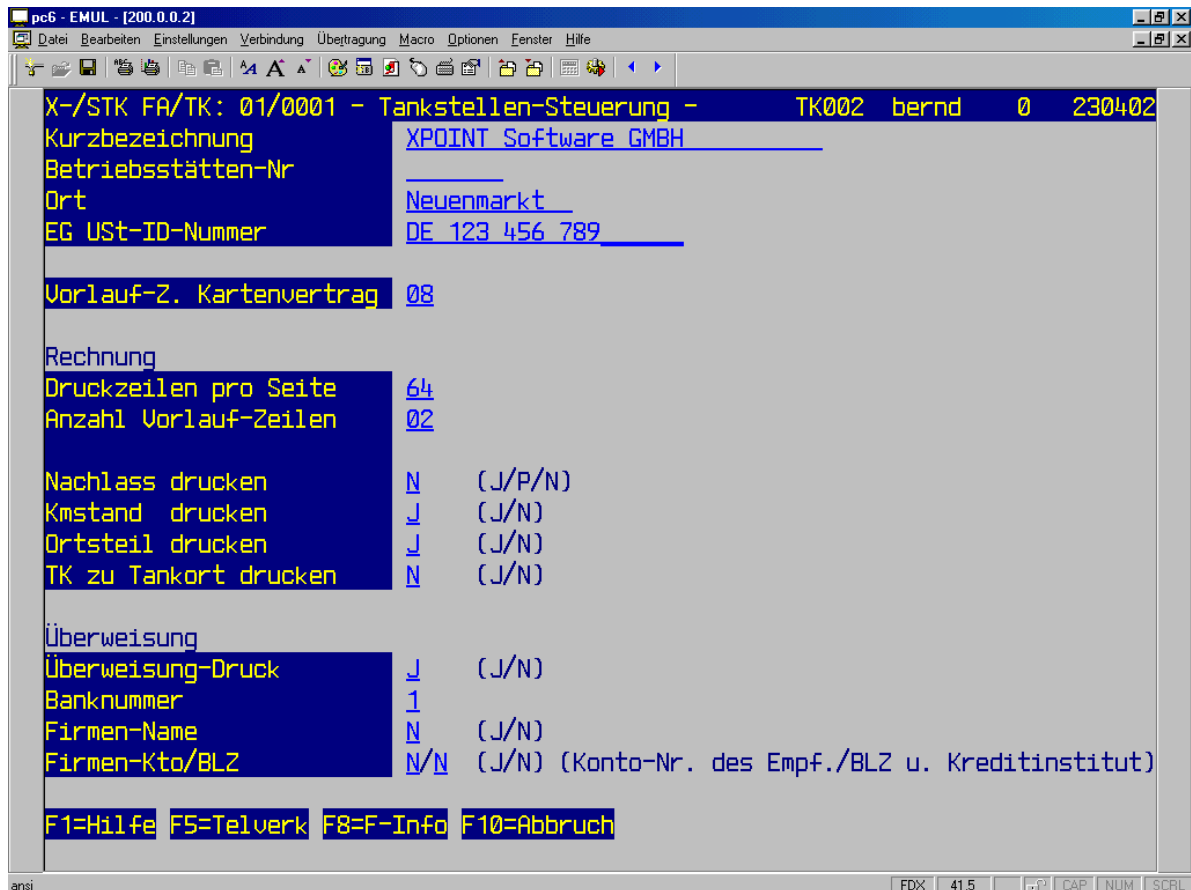 pc6 - EMUL - [200.0.0.2]
Datei Bearbeiten Einstellungen Verbindung Übertragung Macro Optionen Fenster Hilfe
X-/STK FA/TK: 01/0001 - Tankstellen-Steuerung - TK002 bernd 0 230402
Kurzbezeichnung XPOINT Software GMBH
Betriebsstätten-Nr
Ort Neuenmarkt
EG USt-ID-Nummer DE 123 456 789
Vorlauf-Z. Kartenvertrag 08
Rechnung
Druckzeilen pro Seite 64
Anzahl Vorlauf-Zeilen 02
Nachlass drucken N (J/P/N)
Kmstand drucken J (J/N)
Ortsteil drucken J (J/N)
TK zu Tankort drucken N (J/N)
Überweisung
Überweisung-Druck J (J/N)
Banknummer 1
Firmen-Name N (J/N)
Firmen-Kto/BLZ N/N (J/N) (Konto-Nr. des Empf./BLZ u. Kreditinstitut)
F1=Hilfe F5=Telverk F8=F-Info F10=Abbruch
ansi FDX 41.5 CAP NUM SCRL